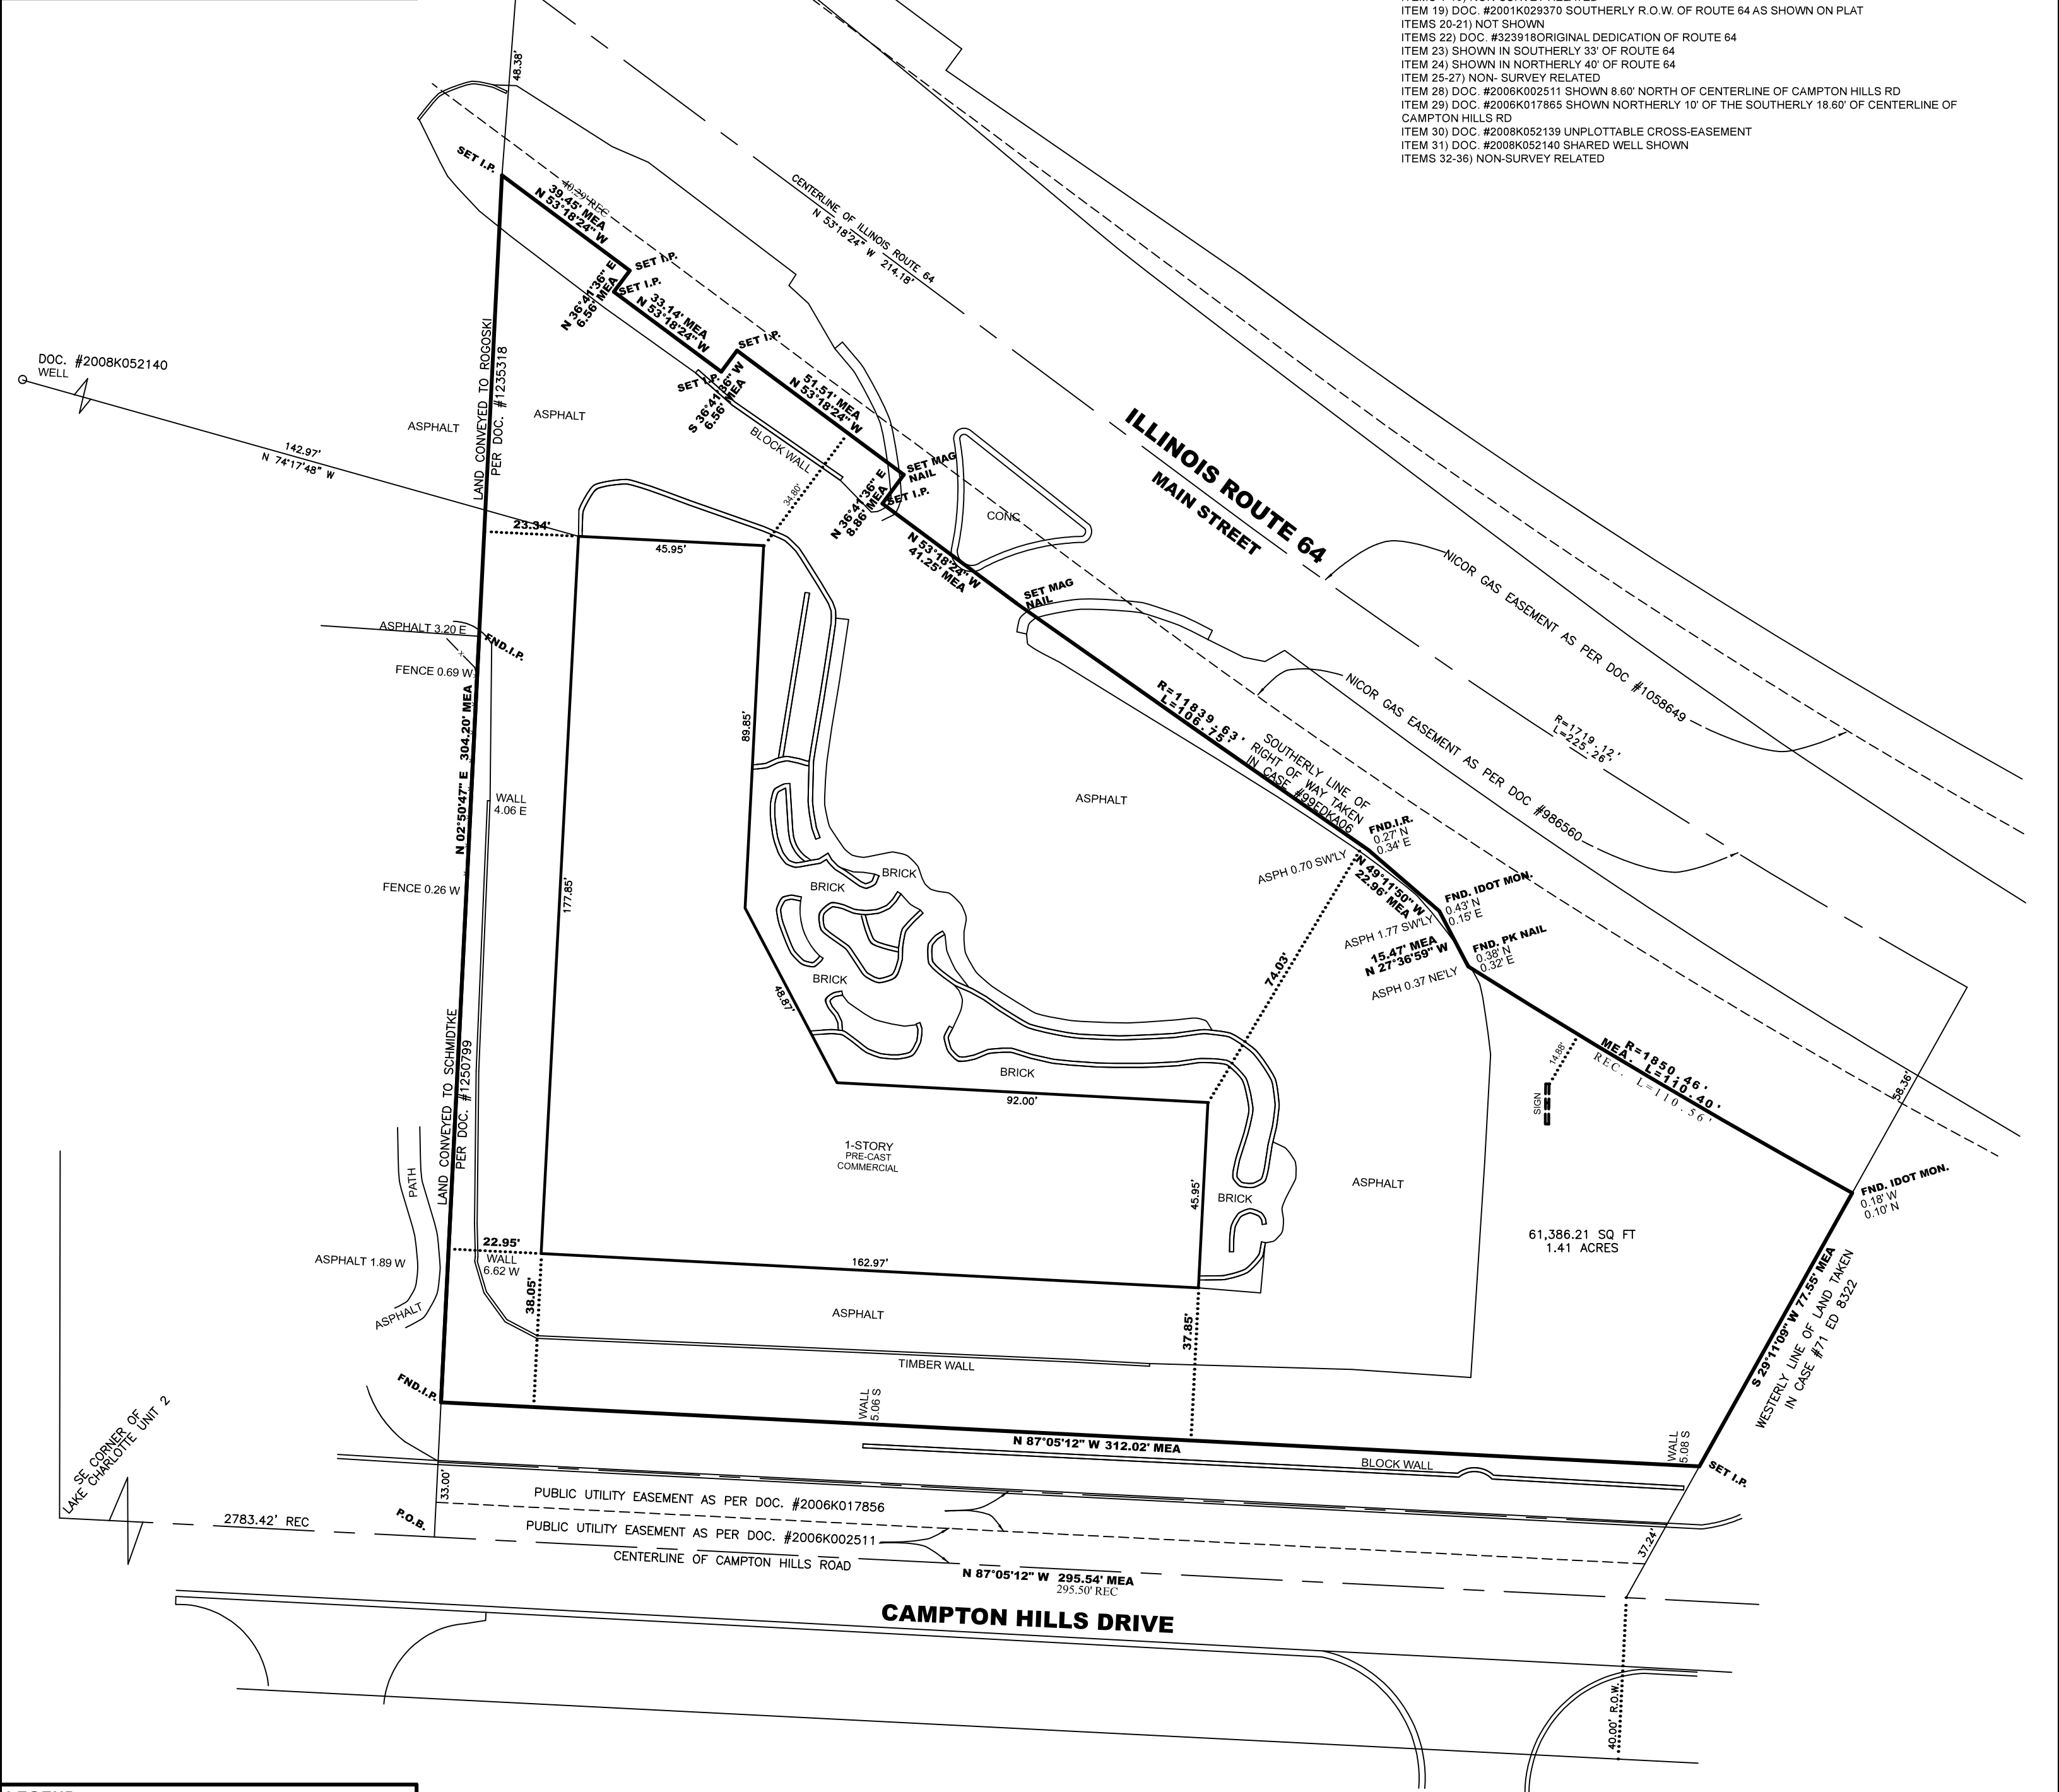 ITEM 19) DOC. #2001K029370 SOUTHERLY R.O.W. OF ROUTE 64 AS SHOWN ON PLAT
ITEMS 20-21) NOT SHOWN
ITEMS 22) DOC. #323918ORIGINAL DEDICATION OF ROUTE 64
ITEM 23) SHOWN IN SOUTHERLY 33' OF ROUTE 64
ITEM 24) SHOWN IN NORTHERLY 40' OF ROUTE 64
ITEM 25-27) NON- SURVEY RELATED
ITEM 28) DOC. #2006K002511 SHOWN 8.60' NORTH OF CENTERLINE OF CAMPTON HILLS RD
ITEM 29) DOC. #2006K017865 SHOWN NORTHERLY 10' OF THE SOUTHERLY 18.60' OF CENTERLINE OF
CAMPTON HILLS RD
ITEM 30) DOC. #2008K052139 UNPLOTTABLE CROSS-EASEMENT
ITEM 31) DOC. #2008K052140 SHARED WELL SHOWN
ITEMS 32-36) NON-SURVEY RELATED
48.38'
SET I.P.
40.29' REC
39.45' MEA
N 53°18'24" W
CENTERLINE OF ILLINOIS ROUTE 64
N 53°18'24" W 214.18'
SET I.P.
SET I.P.
N 36°41'36" E
6.56' MEA
33.14' MEA
N 53°18'24" W
SET I.P.
SET I.P.
S 36°41'36" W
6.56' MEA
51.51' MEA
N 53°18'24" W
BLOCK WALL
34.80'
SET MAG
NAIL
SET I.P.
N 36°41'36" E
8.86' MEA
CONC
N 53°18'24" W
41.25' MEA
SET MAG
NAIL
ILLINOIS ROUTE 64
MAIN STREET
DOC. #2008K052140
WELL
142.97'
N 74°17'48" W
LAND CONVEYED TO ROGOSKI
PER DOC. #1235318
ASPHALT
ASPHALT
23.34'
45.95'
ASPHALT 3.20 E
FND.I.P.
FENCE 0.69 W
N 02°50'47" E 304.20' MEA
WALL
4.06 E
FENCE 0.26 W
177.85'
89.85'
NICOR GAS EASEMENT AS PER DOC #1058649
NICOR GAS EASEMENT AS PER DOC #986560
R=1719.12'
L=225.26'
R=11839.63'
L=106.75'
SOUTHERLY LINE OF
RIGHT OF WAY TAKEN
IN CASE #99EDKA06
ASPHALT
FND.I.R.
0.27' N
0.34' E
ASPH 0.70 SW'LY
N 49°11'50" W
22.96' MEA
FND. IDOT MON.
0.43' N
0.15' E
ASPH 1.77 SW'LY
15.47' MEA
N 27°36'59" W
FND. PK NAIL
0.38' N
0.32' E
ASPH 0.37 NE'LY
74.03'
BRICK
BRICK
BRICK
48.87'
BRICK
92.00'
1-STORY
PRE-CAST
COMMERCIAL
45.95'
BRICK
ASPHALT
SIGN
14.88'
R=1850.46'
MEA. L=110.40'
REC. L=110.56'
58.36'
FND. IDOT MON.
0.18' W
0.10' N
61,386.21 SQ FT
1.41 ACRES
S 29°11'09" W 77.55' MEA
WESTERLY LINE OF LAND TAKEN
IN CASE #71 ED 8322
LAND CONVEYED TO SCHMIDTKE
PER DOC. #1250799
PATH
ASPHALT 1.89 W
ASPHALT
22.95'
WALL
6.62 W
38.05'
162.97'
ASPHALT
37.85'
TIMBER WALL
FND.I.P.
WALL
5.06 S
N 87°05'12" W 312.02' MEA
BLOCK WALL
WALL
5.08 S
SET I.P.
SE CORNER OF
LAKE CHARLOTTE UNIT 2
2783.42' REC
P.O.B.
33.00'
PUBLIC UTILITY EASEMENT AS PER DOC. #2006K017856
PUBLIC UTILITY EASEMENT AS PER DOC. #2006K002511
CENTERLINE OF CAMPTON HILLS ROAD
37.24'
N 87°05'12" W 295.54' MEA
295.50' REC
CAMPTON HILLS DRIVE
40.00' R.O.W.